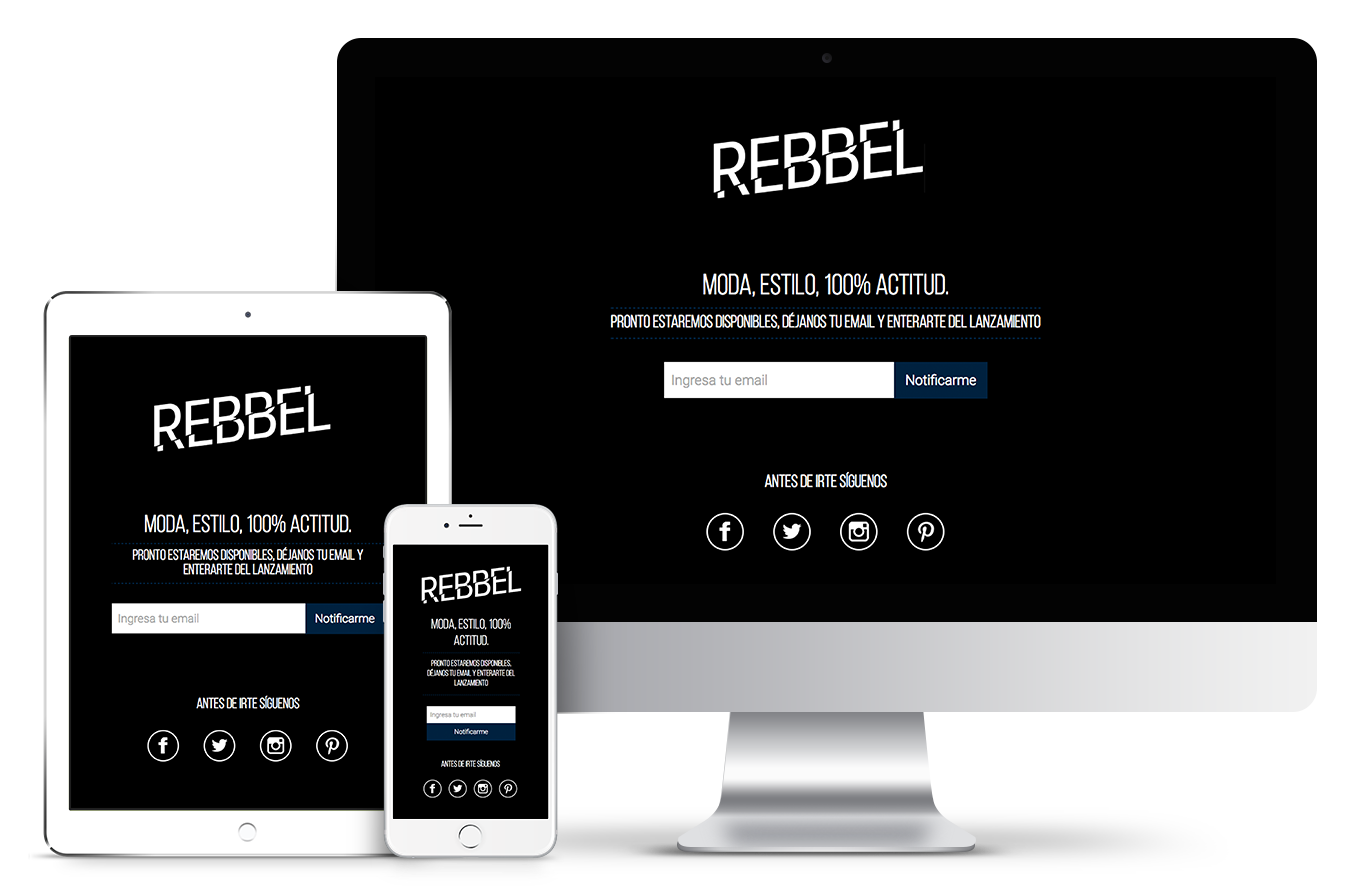 REBBEL
MODA, ESTILO, 100% ACTITUD.
PRONTO ESTAREMOS DISPONIBLES, DÉJANOS TU EMAIL Y ENTERARTE DEL LANZAMIENTO
Ingresa tu email
Notificarme
ANTES DE IRTE SÍGUENOS
REBBEL
MODA, ESTILO, 100% ACTITUD.
PRONTO ESTAREMOS DISPONIBLES, DÉJANOS TU EMAIL Y
ENTERARTE DEL LANZAMIENTO
Ingresa tu email
Notificarme
ANTES DE IRTE SÍGUENOS
REBBEL
MODA, ESTILO, 100%
ACTITUD.
PRONTO ESTAREMOS DISPONIBLES,
DÉJANOS TU EMAIL Y ENTERARTE DEL
LANZAMIENTO
Ingresa tu email
Notificarme
ANTES DE IRTE SÍGUENOS